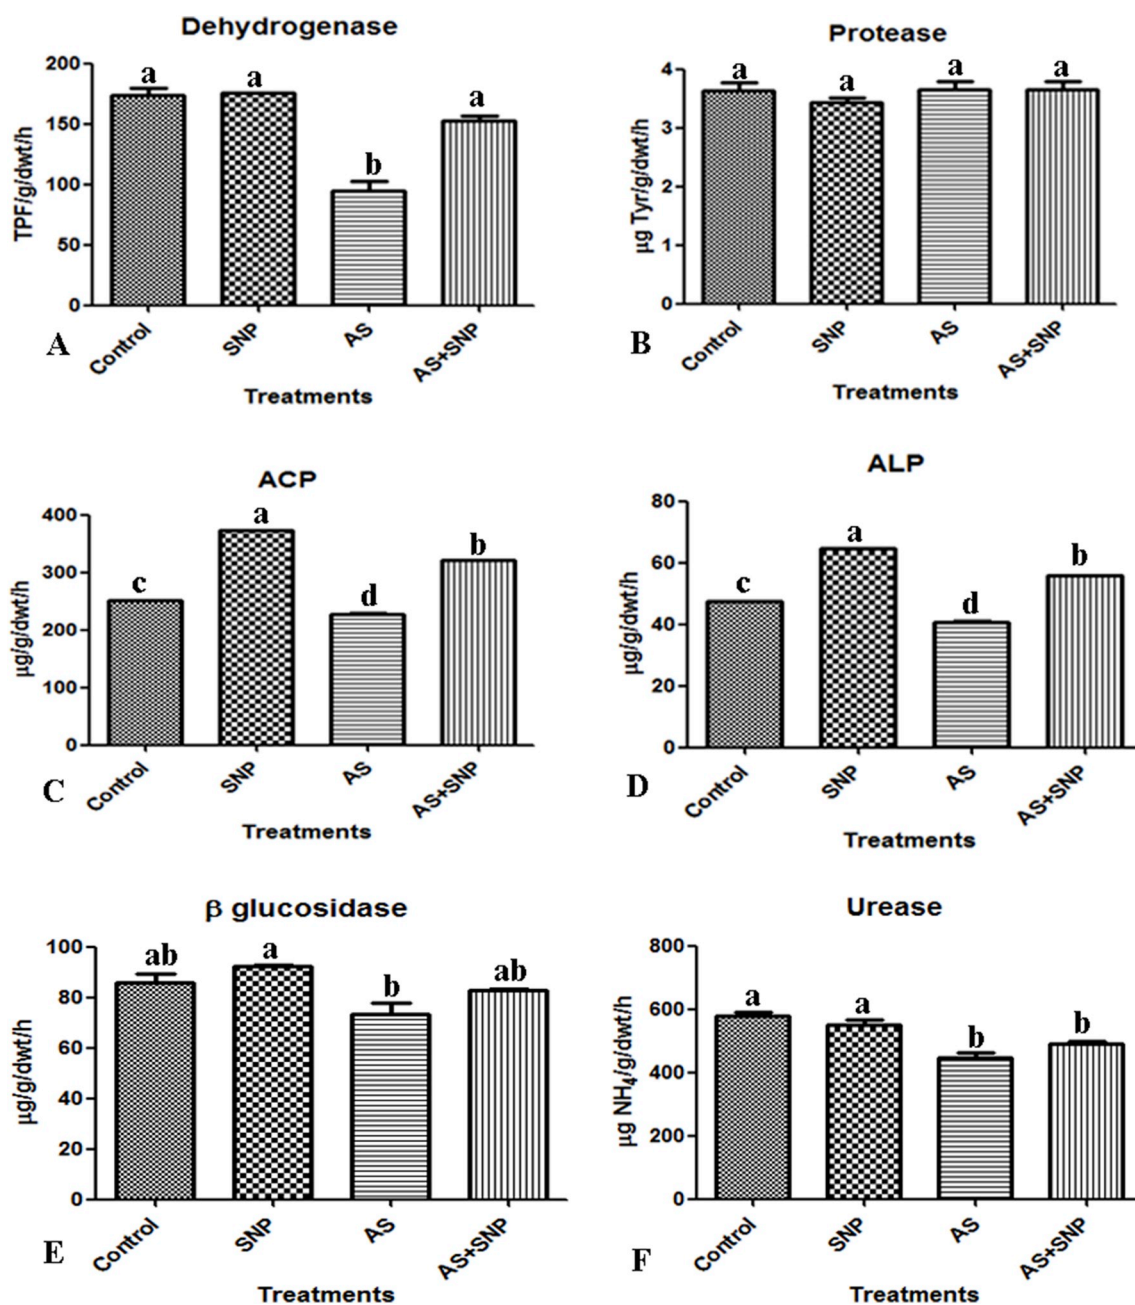 Dehydrogenase
200
150
100
50
0
TPF/g/dwt/h
a
a
b
a
Control
SNP
AS
AS+SNP
A
Treatments
Protease
4
3
2
1
0
µg Tyr/g/dwt/h
a
a
a
a
Control
SNP
AS
AS+SNP
B
Treatments
ACP
400
300
200
100
0
µg/g/dwt/h
c
a
d
b
Control
SNP
AS
AS+SNP
C
Treatments
ALP
80
60
40
20
0
µg/g/dwt/h
c
a
d
b
Control
SNP
AS
AS+SNP
D
Treatments
β glucosidase
100
80
60
40
20
0
µg/g/dwt/h
ab
a
b
ab
Control
SNP
AS
AS+SNP
E
Treatments
Urease
800
600
400
200
0
µg NH₄/g/dwt/h
a
a
b
b
Control
SNP
AS
AS+SNP
F
Treatments